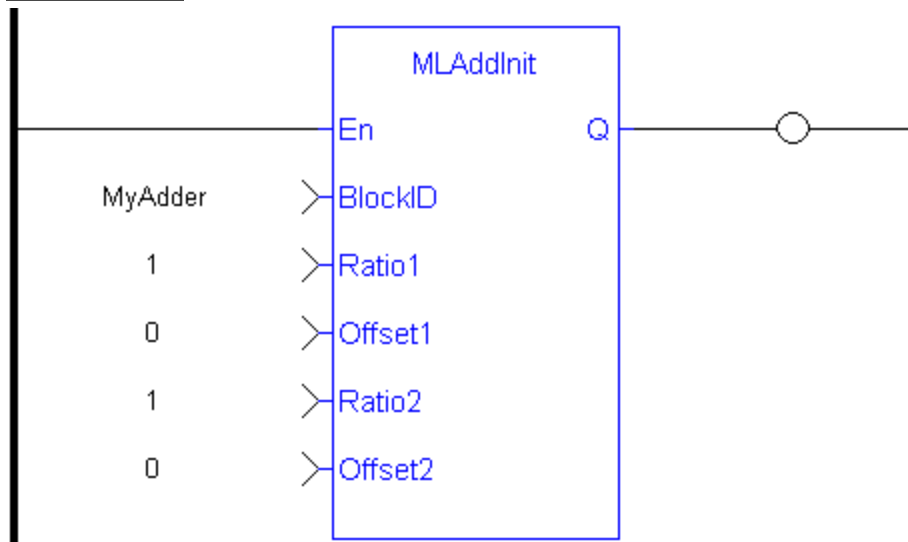 MLAddInit
En Q
MyAdder BlockID
1 Ratio1
0 Offset1
1 Ratio2
0 Offset2